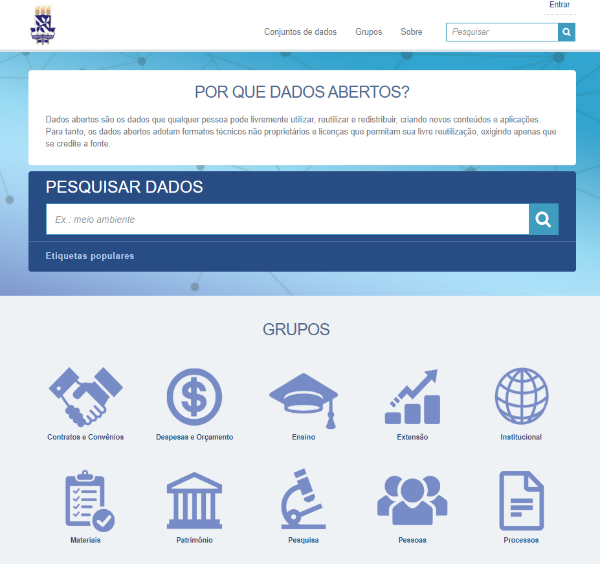 Entrar
Conjuntos de dados Grupos Sobre Pesquisar
POR QUE DADOS ABERTOS?
Dados abertos são os dados que qualquer pessoa pode livremente utilizar, reutilizar e redistribuir, criando novos conteúdos e aplicações.
Para tanto, os dados abertos adotam formatos técnicos não proprietários e licenças que permitam sua livre reutilização, exigindo apenas que
se credite a fonte.
PESQUISAR DADOS
Ex.: meio ambiente
Etiquetas populares
GRUPOS
Contratos e Convênios Despesas e Orçamento Ensino Extensão Institucional
Materiais Patrimônio Pesquisa Pessoas Processos